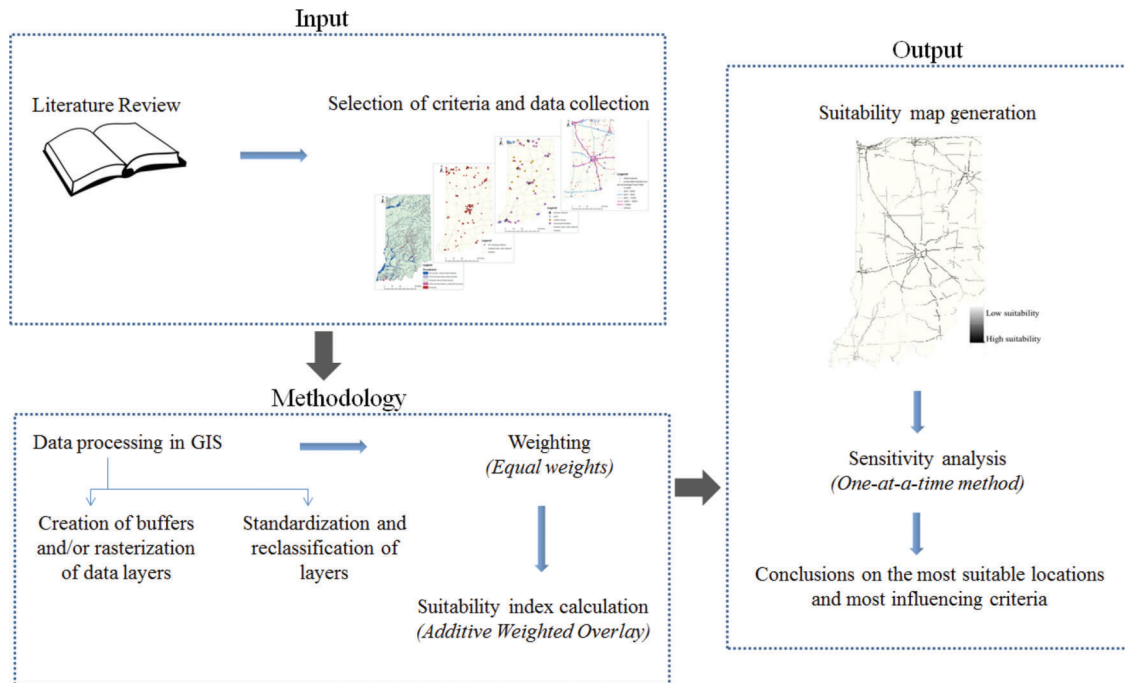 Input
Literature Review
Selection of criteria and data collection
Methodology
Data processing in GIS
Creation of buffers
and/or rasterization
of data layers
Standardization and
reclassification of
layers
Weighting
(Equal weights)
Suitability index calculation
(Additive Weighted Overlay)
Output
Suitability map generation
Low suitability
High suitability
Sensitivity analysis
(One-at-a-time method)
Conclusions on the most suitable locations
and most influencing criteria